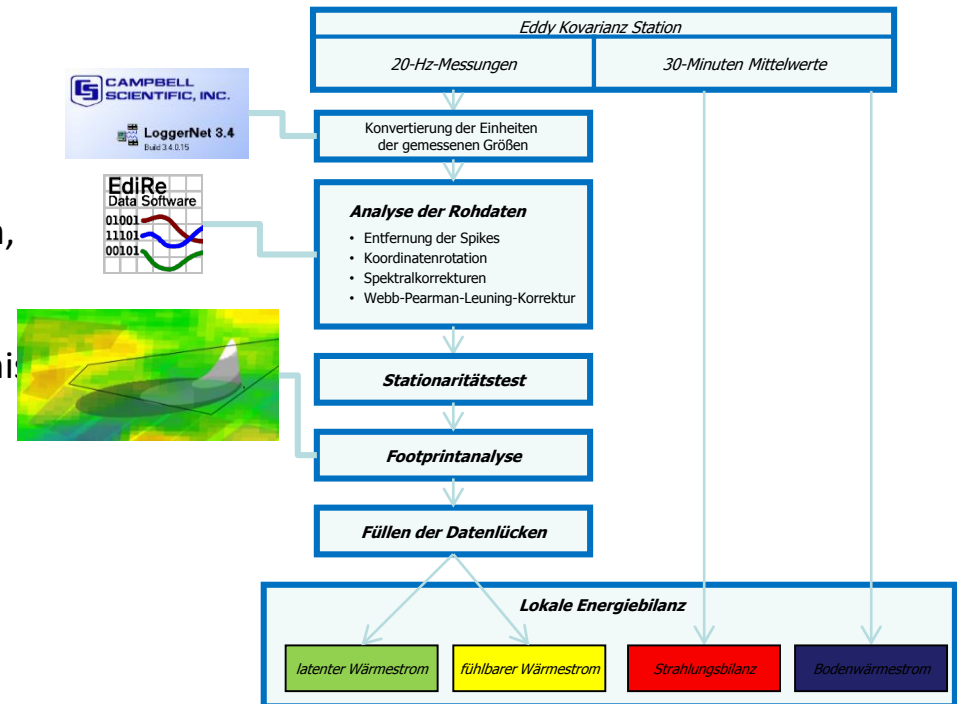 Eddy Kovarianz Station
20-Hz-Messungen
30-Minuten Mittelwerte
CAMPBELL
SCIENTIFIC, INC.
LoggerNet 3.4
Build 3.4.0.15
Konvertierung der Einheiten
der gemessenen Größen
EdiRe
Data Software
01001
11101
00101
Analyse der Rohdaten
• Entfernung der Spikes
• Koordinatenrotation
• Spektralkorrekturen
• Webb-Pearman-Leuning-Korrektur
Stationaritätstest
Footprintanalyse
Füllen der Datenlücken
Lokale Energiebilanz
latenter Wärmestrom
fühlbarer Wärmestrom
Strahlungsbilanz
Bodenwärmestrom